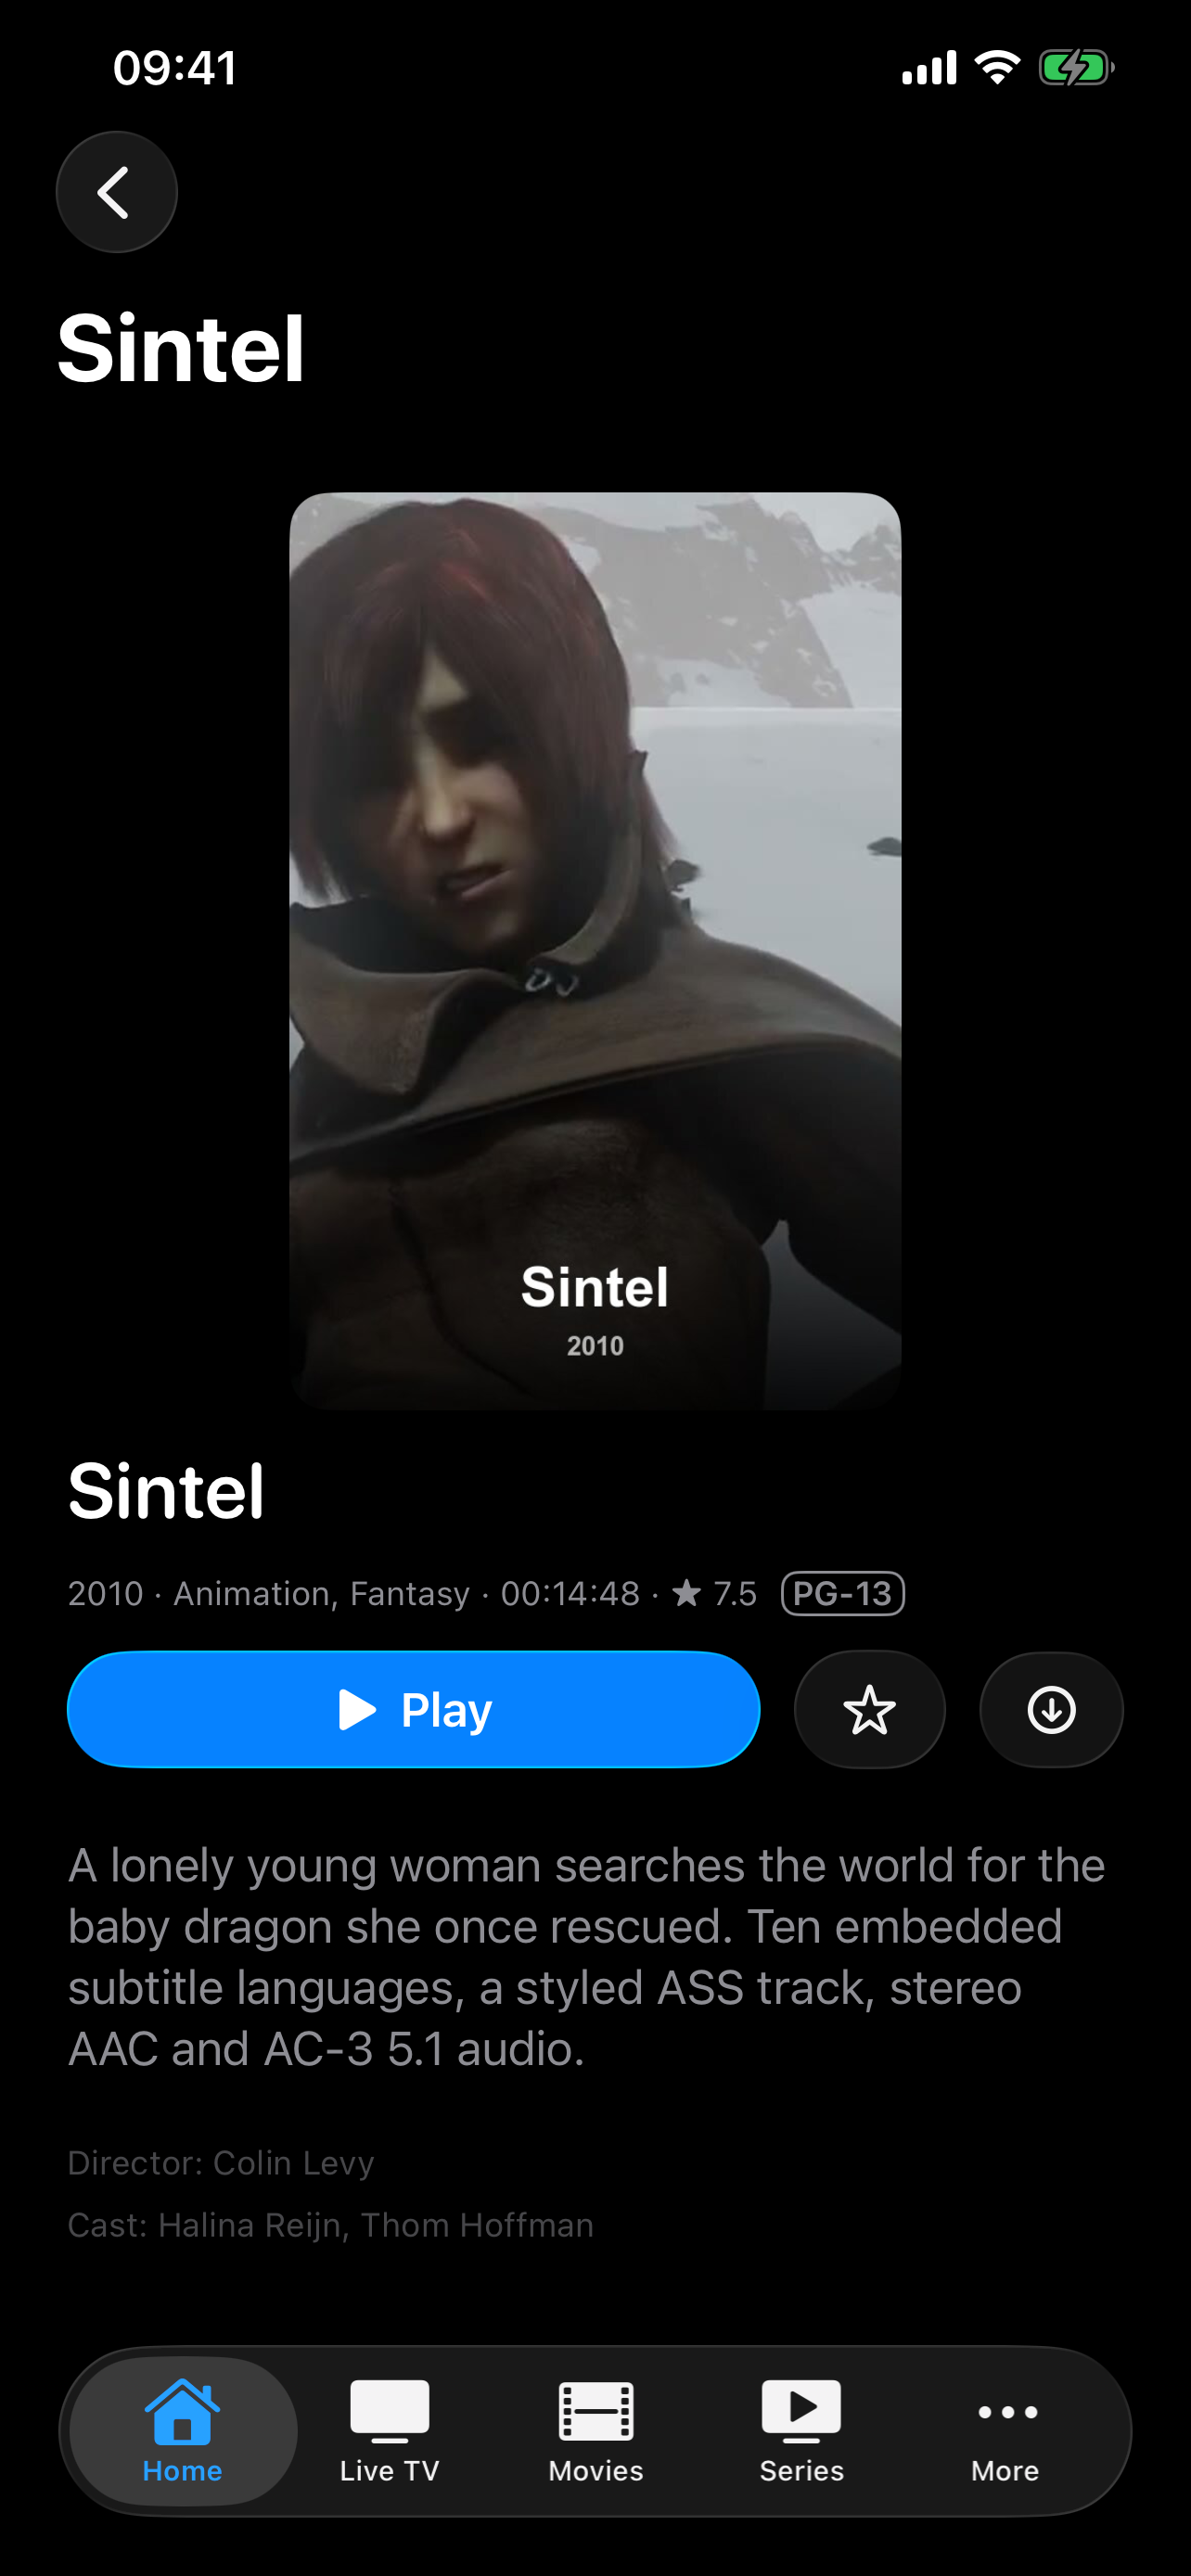 09:41
Sintel
Sintel
2010
Sintel
2010 · Animation, Fantasy · 00:14:48 · ★ 7.5 PG-13
Play
A lonely young woman searches the world for the
baby dragon she once rescued. Ten embedded
subtitle languages, a styled ASS track, stereo
AAC and AC-3 5.1 audio.
Director: Colin Levy
Cast: Halina Reijn, Thom Hoffman
Home Live TV Movies Series More